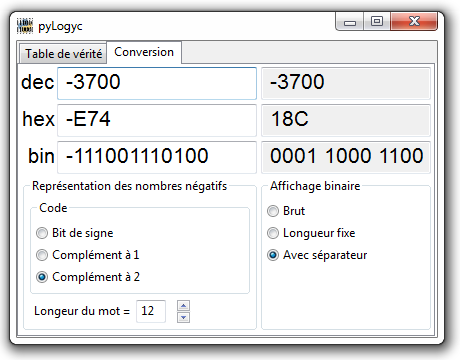 pyLogyc
Table de vérité Conversion
dec -3700 -3700
hex -E74 18C
bin -111001110100 0001 1000 1100
Représentation des nombres négatifs Affichage binaire
Code
Brut
Bit de signe
Longueur fixe
Complément à 1
Avec séparateur
Complément à 2
Longeur du mot = 12